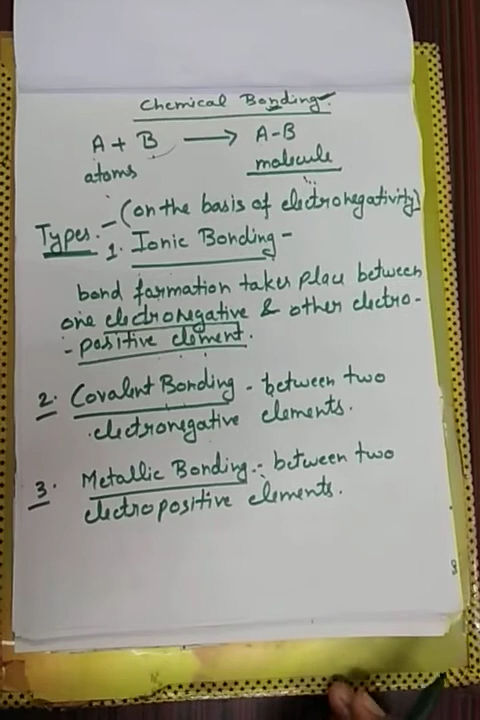 Chemical Bonding
A + B ⟶ A-B
atoms molecule
Types:- (on the basis of electronegativity)
1. Ionic Bonding -
bond formation takes place between
one electronegative & other electro-
- positive element.
2. Covalent Bonding - between two
electronegative elements.
3. Metallic Bonding :- between two
electropositive elements.